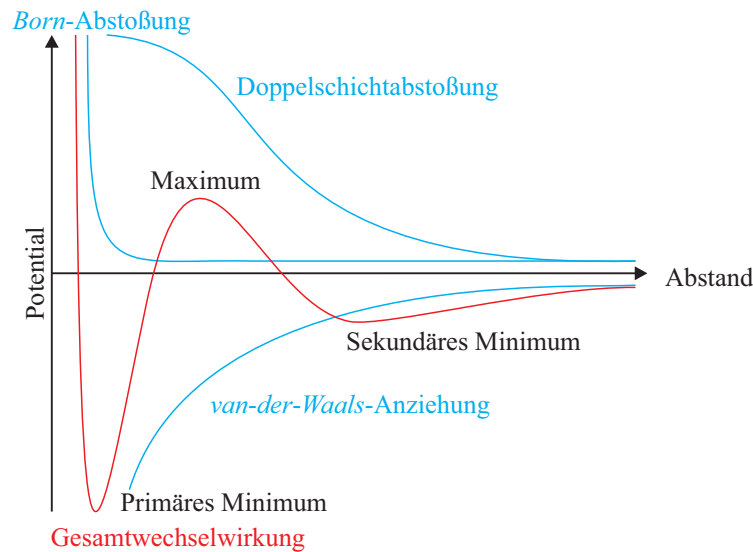 Born-Abstoßung
Doppelschichtabstoßung
Maximum
Potential
Abstand
Sekundäres Minimum
van-der-Waals-Anziehung
Primäres Minimum
Gesamtwechselwirkung